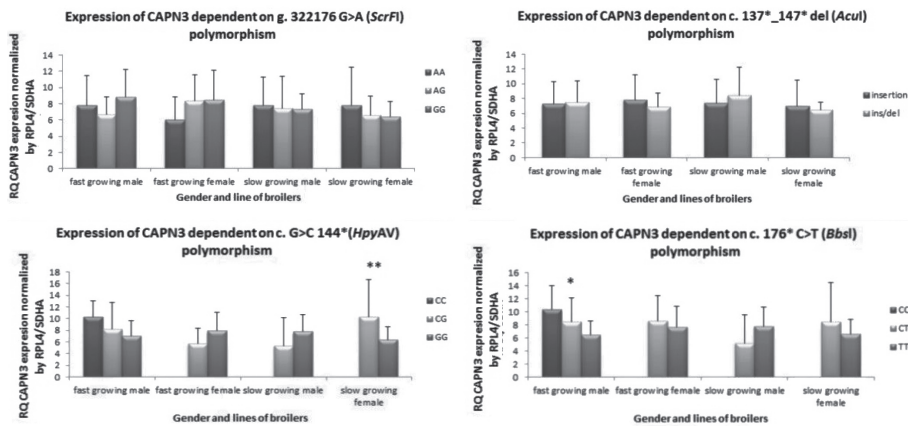 Expression of CAPN3 dependent on g. 322176 G>A (ScrFI)
polymorphism
RQ CAPN3 expresion normalized
by RPL4/SDHA
14
12
10
8
6
4
2
0
fast growing male
fast growing female
slow growing male
slow growing female
Gender and line of broilers
AA
AG
GG
Expression of CAPN3 dependent on c. 137*_147* del (AcuI)
polymorphism
RQ CAPN3 expresion normalized
by RPL4/SDHA
14
12
10
8
6
4
2
0
fast growing male
fast growing
female
slow growing male
slow growing
female
Gender and lines of broilers
insertion
ins/del
Expression of CAPN3 dependent on c. G>C 144*(HpyAV)
polymorphism
RQ CAPN3 expresion normalized
by RPL4/SDHA
18
16
14
12
10
8
6
4
2
0
**
fast growing male
fast growing female
slow growing male
slow growing
female
Gender and lines of broilers
CC
CG
GG
Expression of CAPN3 dependent on c. 176* C>T (BbsI)
polymorphism
RQ CAPN3 expresion normalized
by RPL4/SDHA
16
14
12
10
8
6
4
2
0
*
fast growing male
fast growing female
slow growing male
slow growing
female
Gender and lines of broilers
CC
CT
TT